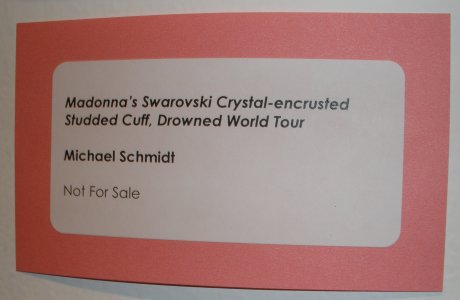 Madonna's Swarovski Crystal-encrusted
Studded Cuff, Drowned World Tour
Michael Schmidt
Not For Sale